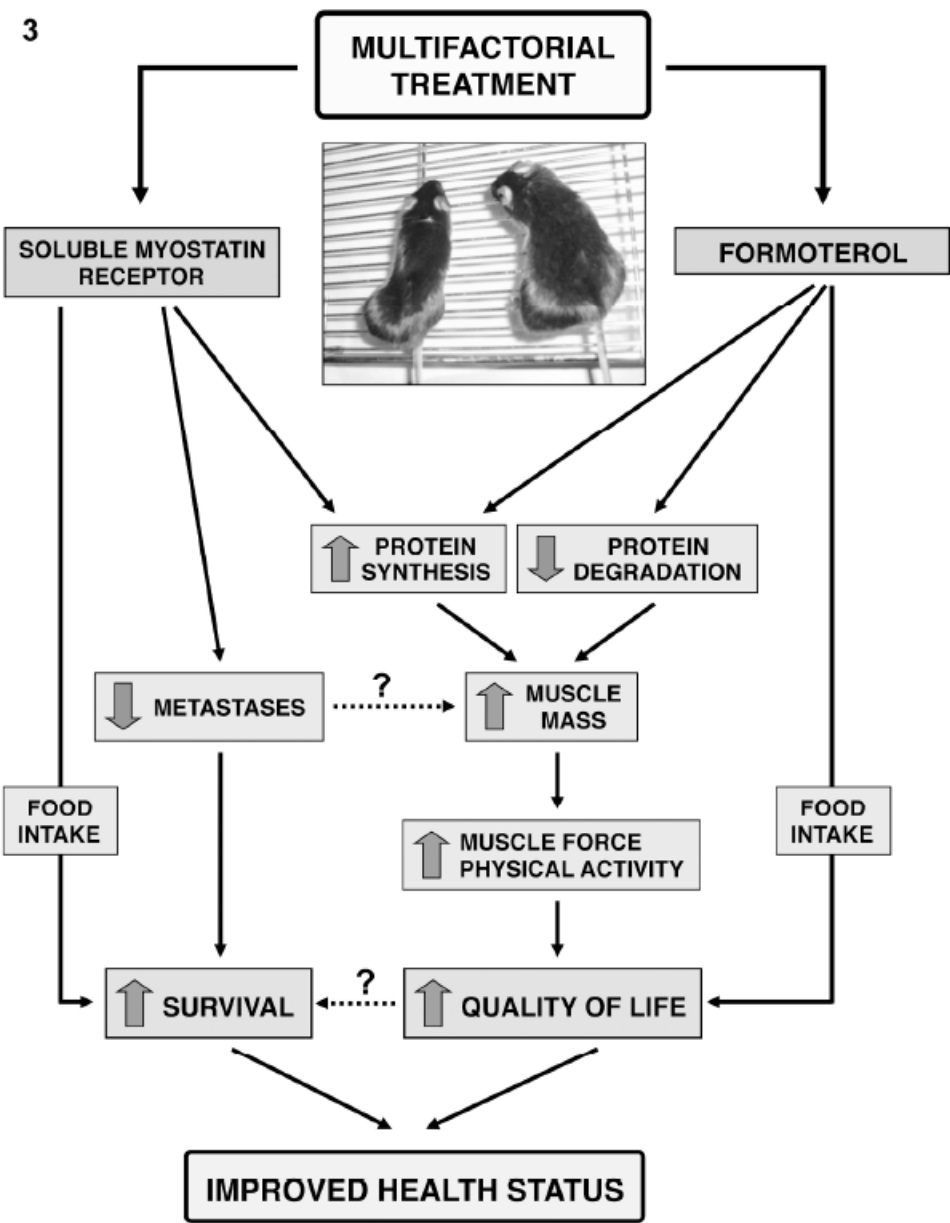 3
MULTIFACTORIAL
TREATMENT
SOLUBLE MYOSTATIN
RECEPTOR
FORMOTEROL
PROTEIN
SYNTHESIS
PROTEIN
DEGRADATION
METASTASES
?
MUSCLE
MASS
FOOD
INTAKE
MUSCLE FORCE
PHYSICAL ACTIVITY
FOOD
INTAKE
SURVIVAL
?
QUALITY OF LIFE
IMPROVED HEALTH STATUS